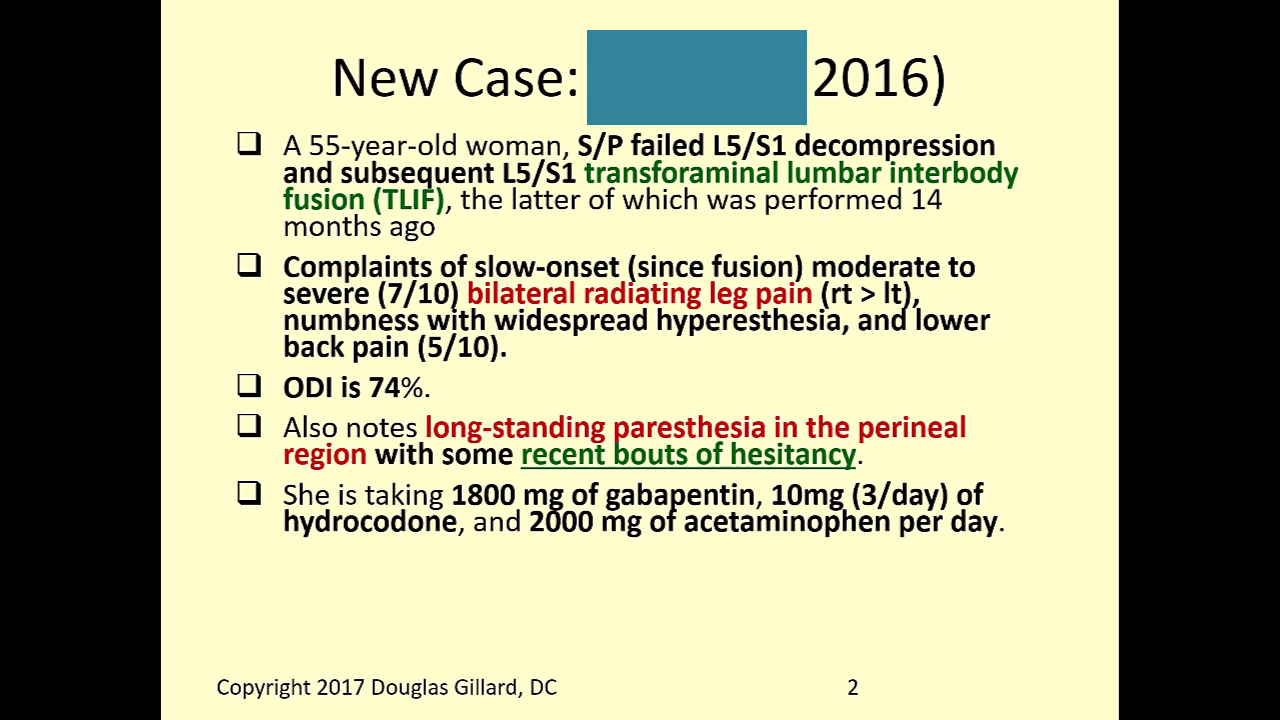 New Case: 2016)
A 55-year-old woman, S/P failed L5/S1 decompression
and subsequent L5/S1 transforaminal lumbar interbody
fusion (TLIF), the latter of which was performed 14
months ago
Complaints of slow-onset (since fusion) moderate to
severe (7/10) bilateral radiating leg pain (rt > lt),
numbness with widespread hyperesthesia, and lower
back pain (5/10).
ODI is 74%.
Also notes long-standing paresthesia in the perineal
region with some recent bouts of hesitancy.
She is taking 1800 mg of gabapentin, 10mg (3/day) of
hydrocodone, and 2000 mg of acetaminophen per day.
Copyright 2017 Douglas Gillard, DC 2